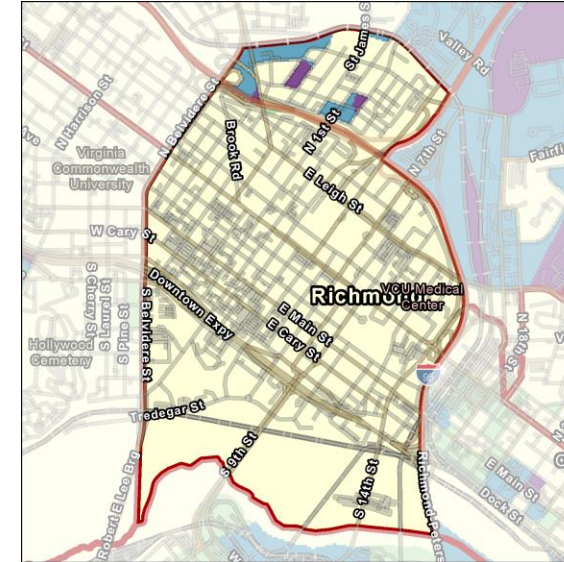 St James S
Valley Rd
N Harrison St
N Belvidere St
Ave
Virginia
Commonwealth
University
Brook Rd
N 1st St
N 7th St
Fairfi
E Leigh St
W Cary St
Downtown Expy
S Cherry St
S Laurel St
S Pine St
S Belvidere St
Richmond
VCU Medical
Center
E Main St
E Cary St
N 18th St
Hollywood
Cemetery
95
Tredegar St
S 9th St
S 14th St
E Main St
Dock St
Robert E Lee Brg
Richmond-Peters